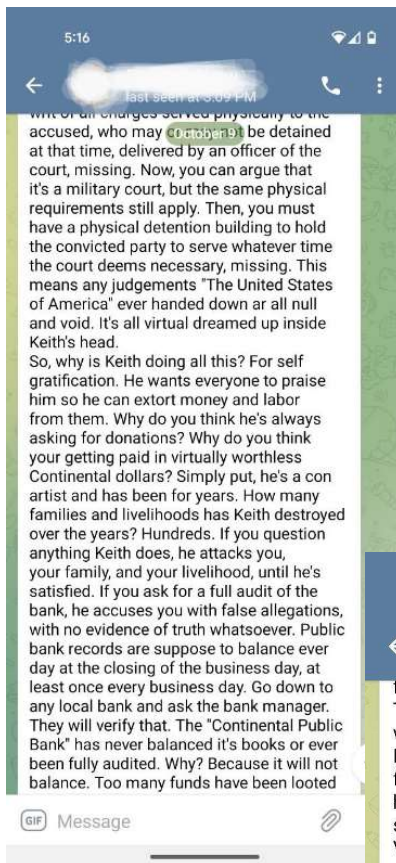 5:16
last seen at 3:09 PM
writ of all charges served physically to the
accused, who may be detained
October 9
at that time, delivered by an officer of the
court, missing. Now, you can argue that
it's a military court, but the same physical
requirements still apply. Then, you must
have a physical detention building to hold
the convicted party to serve whatever time
the court deems necessary, missing. This
means any judgements "The United States
of America" ever handed down ar all null
and void. It's all virtual dreamed up inside
Keith's head.
So, why is Keith doing all this? For self
gratification. He wants everyone to praise
him so he can extort money and labor
from them. Why do you think he's always
asking for donations? Why do you think
your getting paid in virtually worthless
Continental dollars? Simply put, he's a con
artist and has been for years. How many
families and livelihoods has Keith destroyed
over the years? Hundreds. If you question
anything Keith does, he attacks you,
your family, and your livelihood, until he's
satisfied. If you ask for a full audit of the
bank, he accuses you with false allegations,
with no evidence of truth whatsoever. Public
bank records are suppose to balance ever
day at the closing of the business day, at
least once every business day. Go down to
any local bank and ask the bank manager.
They will verify that. The "Continental Public
Bank" has never balanced it's books or ever
been fully audited. Why? Because it will not
balance. Too many funds have been looted
GIF Message